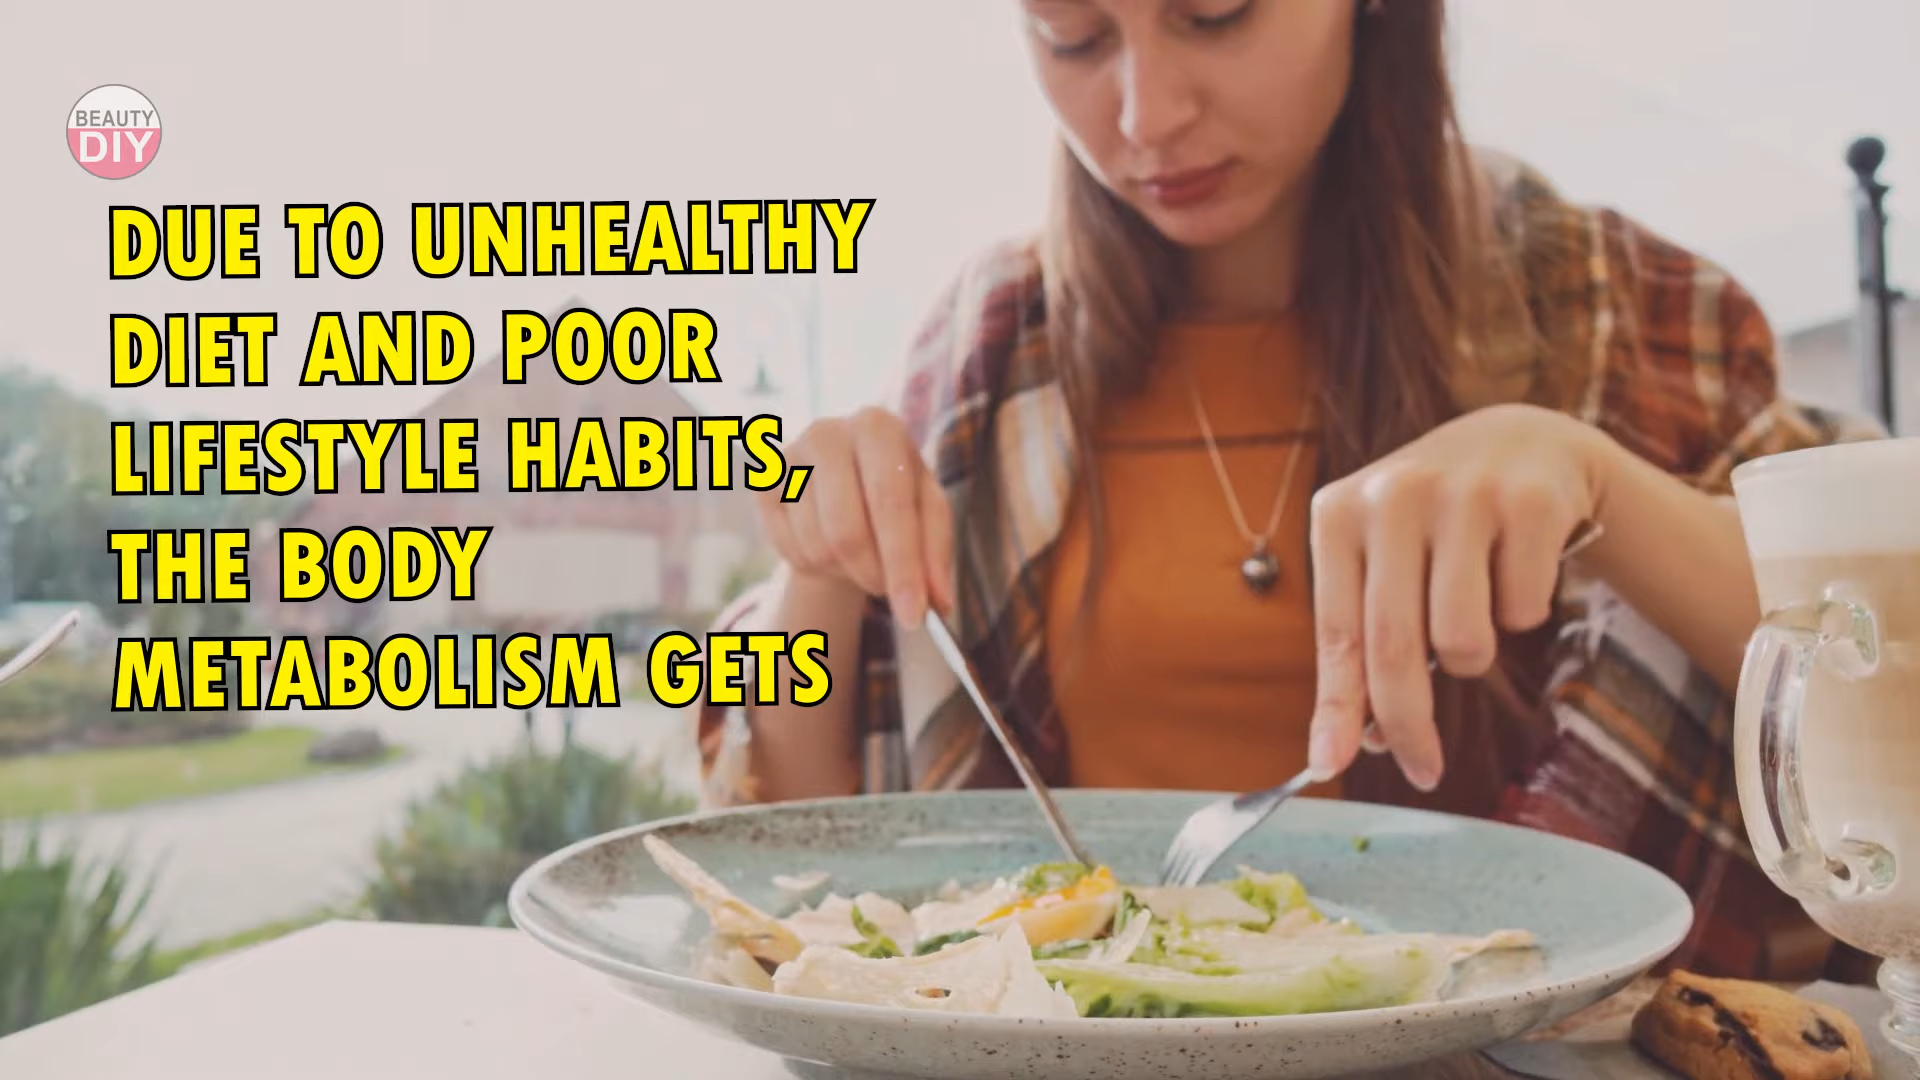 BEAUTY
DIY
DUE TO UNHEALTHY
DIET AND POOR
LIFESTYLE HABITS,
THE BODY
METABOLISM GETS